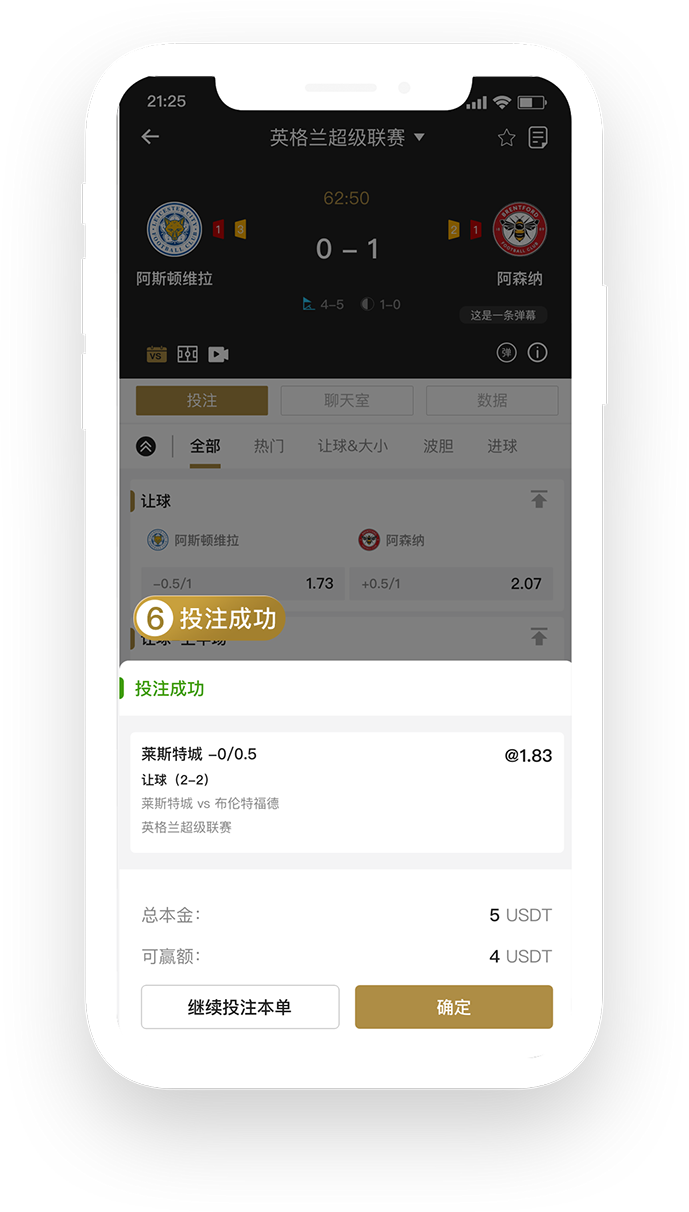 21:25
英格兰超级联赛
62:50
LEICESTER CITY
FOOTBALL CLUB
1 3
0 – 1
2 1
BRENTFORD
FOOTBALL CLUB
阿斯顿维拉
阿森纳
4–5 1–0
这是一条弹幕
VS
弹
投注 聊天室 数据
全部 热门 让球&大小 波胆 进球
让球
阿斯顿维拉 阿森纳
–0.5/1 1.73 +0.5/1 2.07
6 投注成功
投注成功
莱斯特城 –0/0.5 @1.83
让球（2–2）
莱斯特城 vs 布伦特福德
英格兰超级联赛
总本金： 5 USDT
可赢额： 4 USDT
继续投注本单 确定